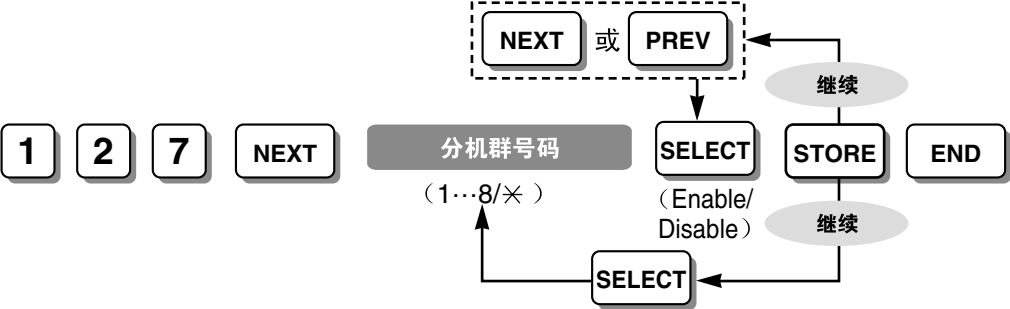 NEXT 或 PREV
继续
1 2 7 NEXT 分机群号码 SELECT STORE END
（1···8/✳）
（Enable/
Disable）
继续
SELECT